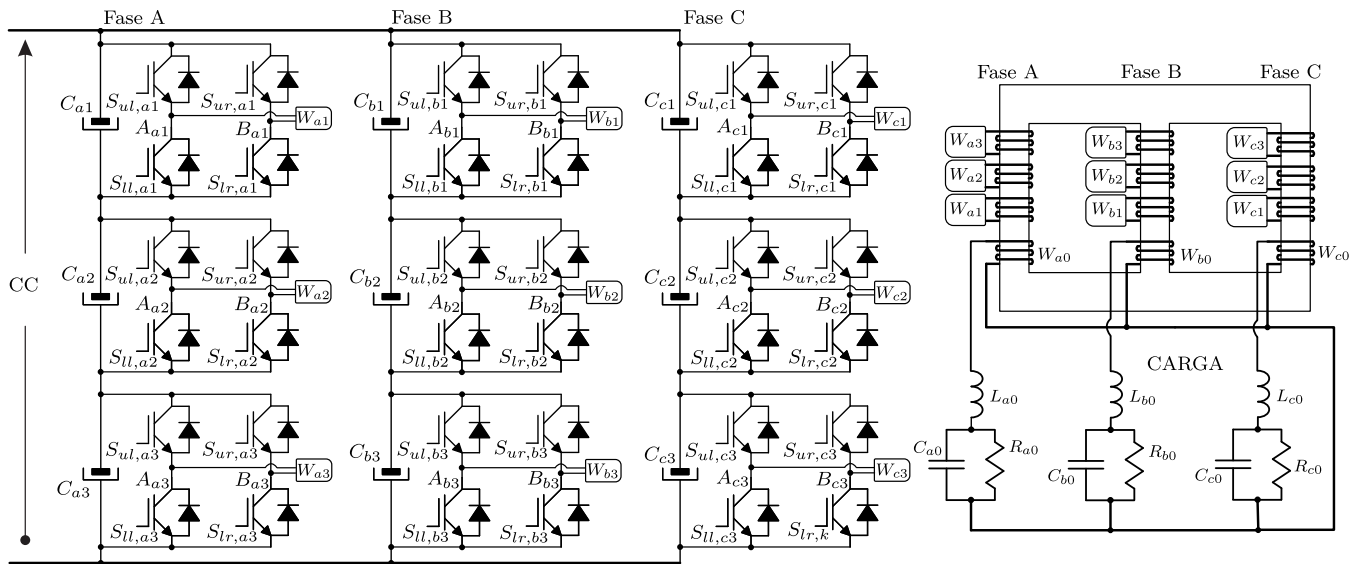 Fase A
Fase B
Fase C
CC
C_{a1}
S_{ul,a1}
S_{ur,a1}
A_{a1}
B_{a1}
W_{a1}
S_{ll,a1}
S_{lr,a1}
C_{b1}
S_{ul,b1}
S_{ur,b1}
A_{b1}
B_{b1}
W_{b1}
S_{ll,b1}
S_{lr,b1}
C_{c1}
S_{ul,c1}
S_{ur,c1}
A_{c1}
B_{c1}
W_{c1}
S_{ll,c1}
S_{lr,c1}
C_{a2}
S_{ul,a2}
S_{ur,a2}
A_{a2}
B_{a2}
W_{a2}
S_{ll,a2}
S_{lr,a2}
C_{b2}
S_{ul,b2}
S_{ur,b2}
A_{b2}
B_{b2}
W_{b2}
S_{ll,b2}
S_{lr,b2}
C_{c2}
S_{ul,c2}
S_{ur,c2}
A_{c2}
B_{c2}
W_{c2}
S_{ll,c2}
S_{lr,c2}
C_{a3}
S_{ul,a3}
S_{ur,a3}
A_{a3}
B_{a3}
W_{a3}
S_{ll,a3}
S_{lr,a3}
C_{b3}
S_{ul,b3}
S_{ur,b3}
A_{b3}
B_{b3}
W_{b3}
S_{ll,b3}
S_{lr,b3}
C_{c3}
S_{ul,c3}
S_{ur,c3}
A_{c3}
B_{c3}
W_{c3}
S_{ll,c3}
S_{lr,k}
Fase A
Fase B
Fase C
W_{a3}
W_{b3}
W_{c3}
W_{a2}
W_{b2}
W_{c2}
W_{a1}
W_{b1}
W_{c1}
W_{a0}
W_{b0}
W_{c0}
CARGA
L_{a0}
L_{b0}
L_{c0}
C_{a0}
R_{a0}
C_{b0}
R_{b0}
C_{c0}
R_{c0}